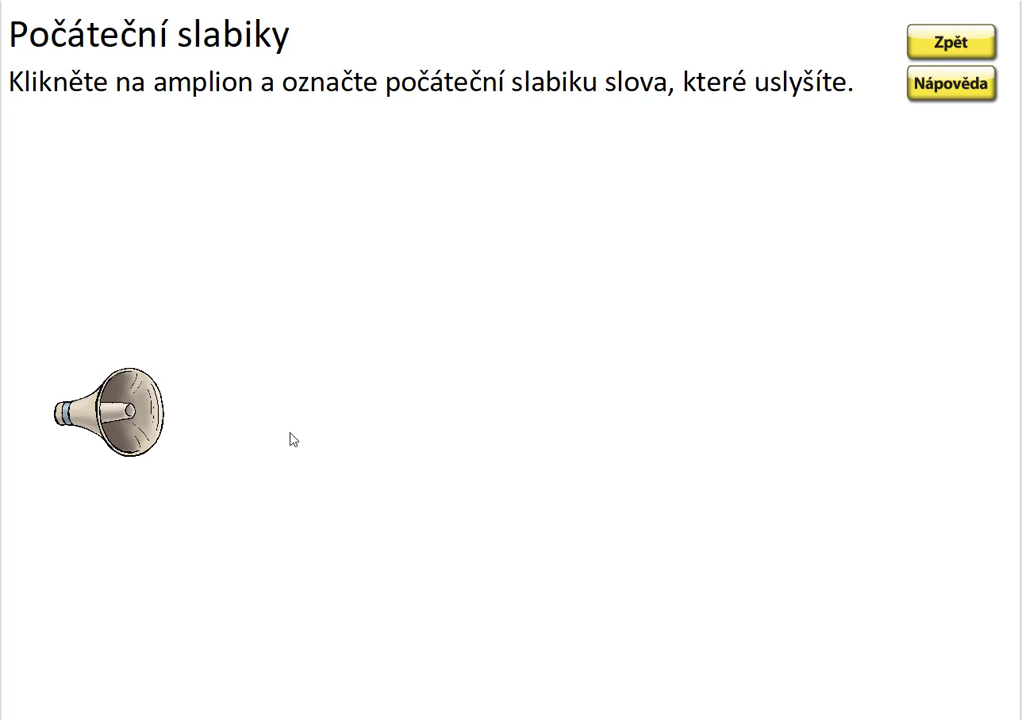 Počáteční slabiky
Zpět
Klikněte na amplion a označte počáteční slabiku slova, které uslyšíte.
Nápověda